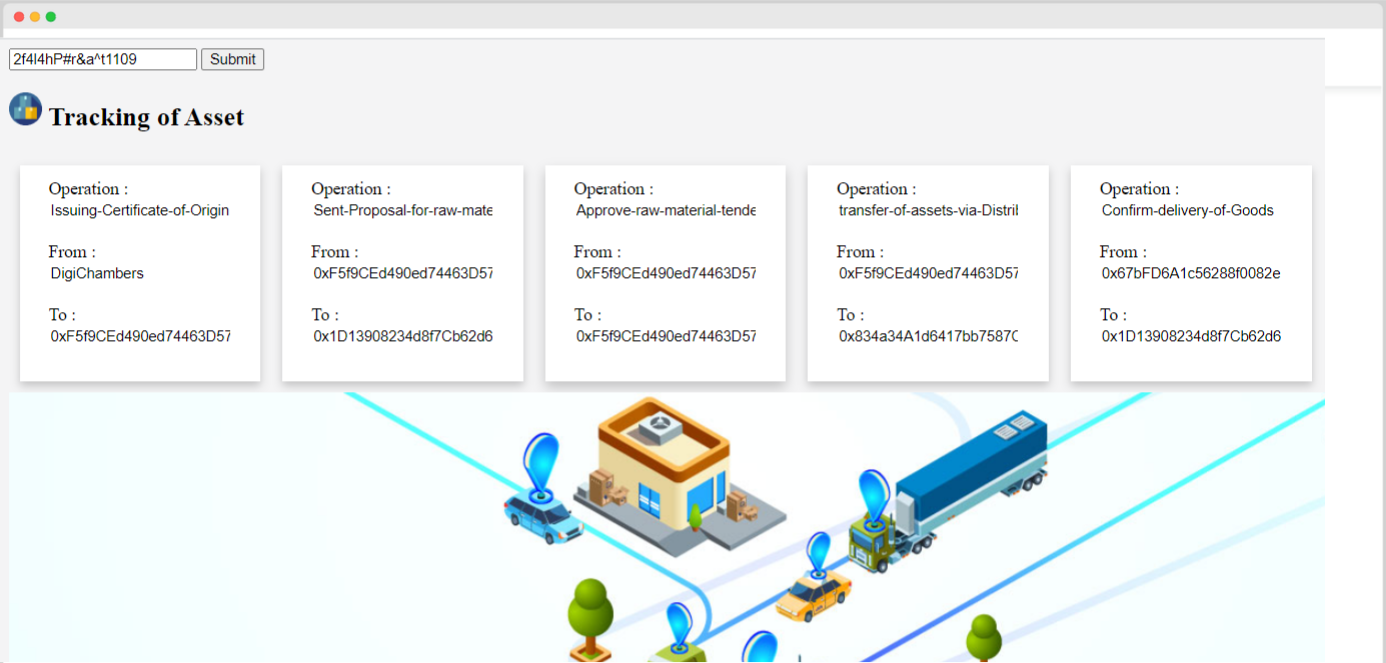 2f4l4hP#r&a^t1109 Submit
Tracking of Asset
Operation :
Issuing-Certificate-of-Origin
From :
DigiChambers
To :
0xF5f9CEd490ed74463D57
Operation :
Sent-Proposal-for-raw-mate
From :
0xF5f9CEd490ed74463D57
To :
0x1D13908234d8f7Cb62d6
Operation :
Approve-raw-material-tende
From :
0xF5f9CEd490ed74463D57
To :
0xF5f9CEd490ed74463D57
Operation :
transfer-of-assets-via-Distri
From :
0xF5f9CEd490ed74463D57
To :
0x834a34A1d6417bb7587C
Operation :
Confirm-delivery-of-Goods
From :
0x67bFD6A1c56288f0082e
To :
0x1D13908234d8f7Cb62d6